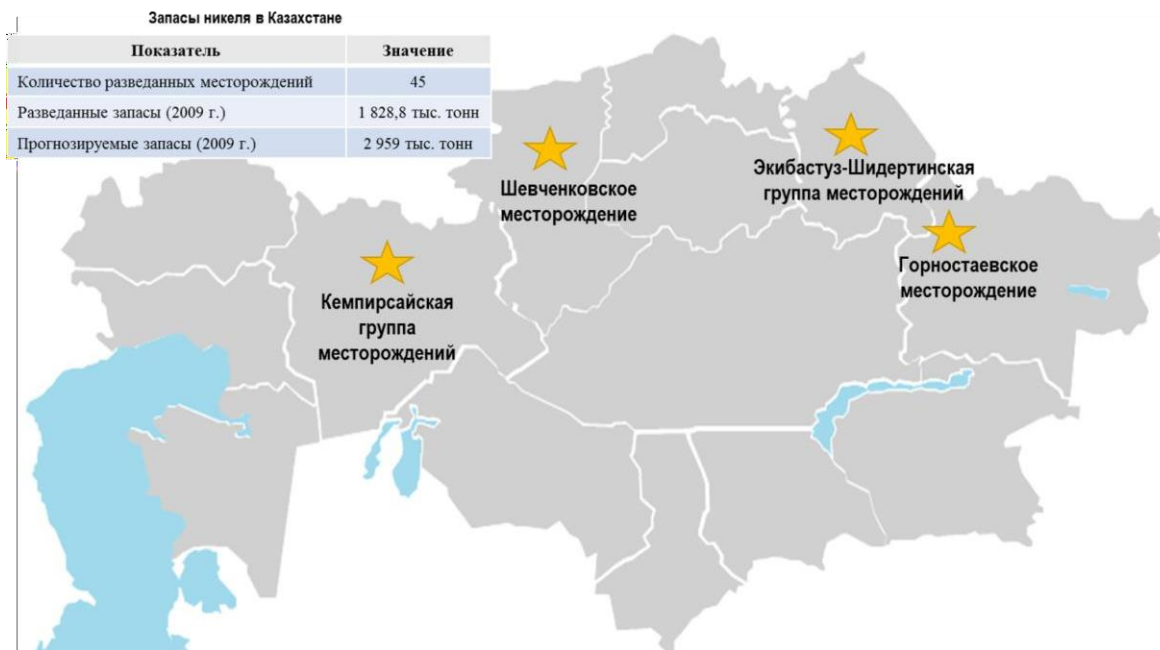 Запасы никеля в Казахстане
Показатель Значение
Количество разведанных месторождений 45
Разведанные запасы (2009 г.) 1 828,8 тыс. тонн
Прогнозируемые запасы (2009 г.) 2 959 тыс. тонн
Шевченковское
месторождение
Экибастуз-Шидертинская
группа месторождений
Горностаевское
месторождение
Кемпирсайская
группа
месторождений